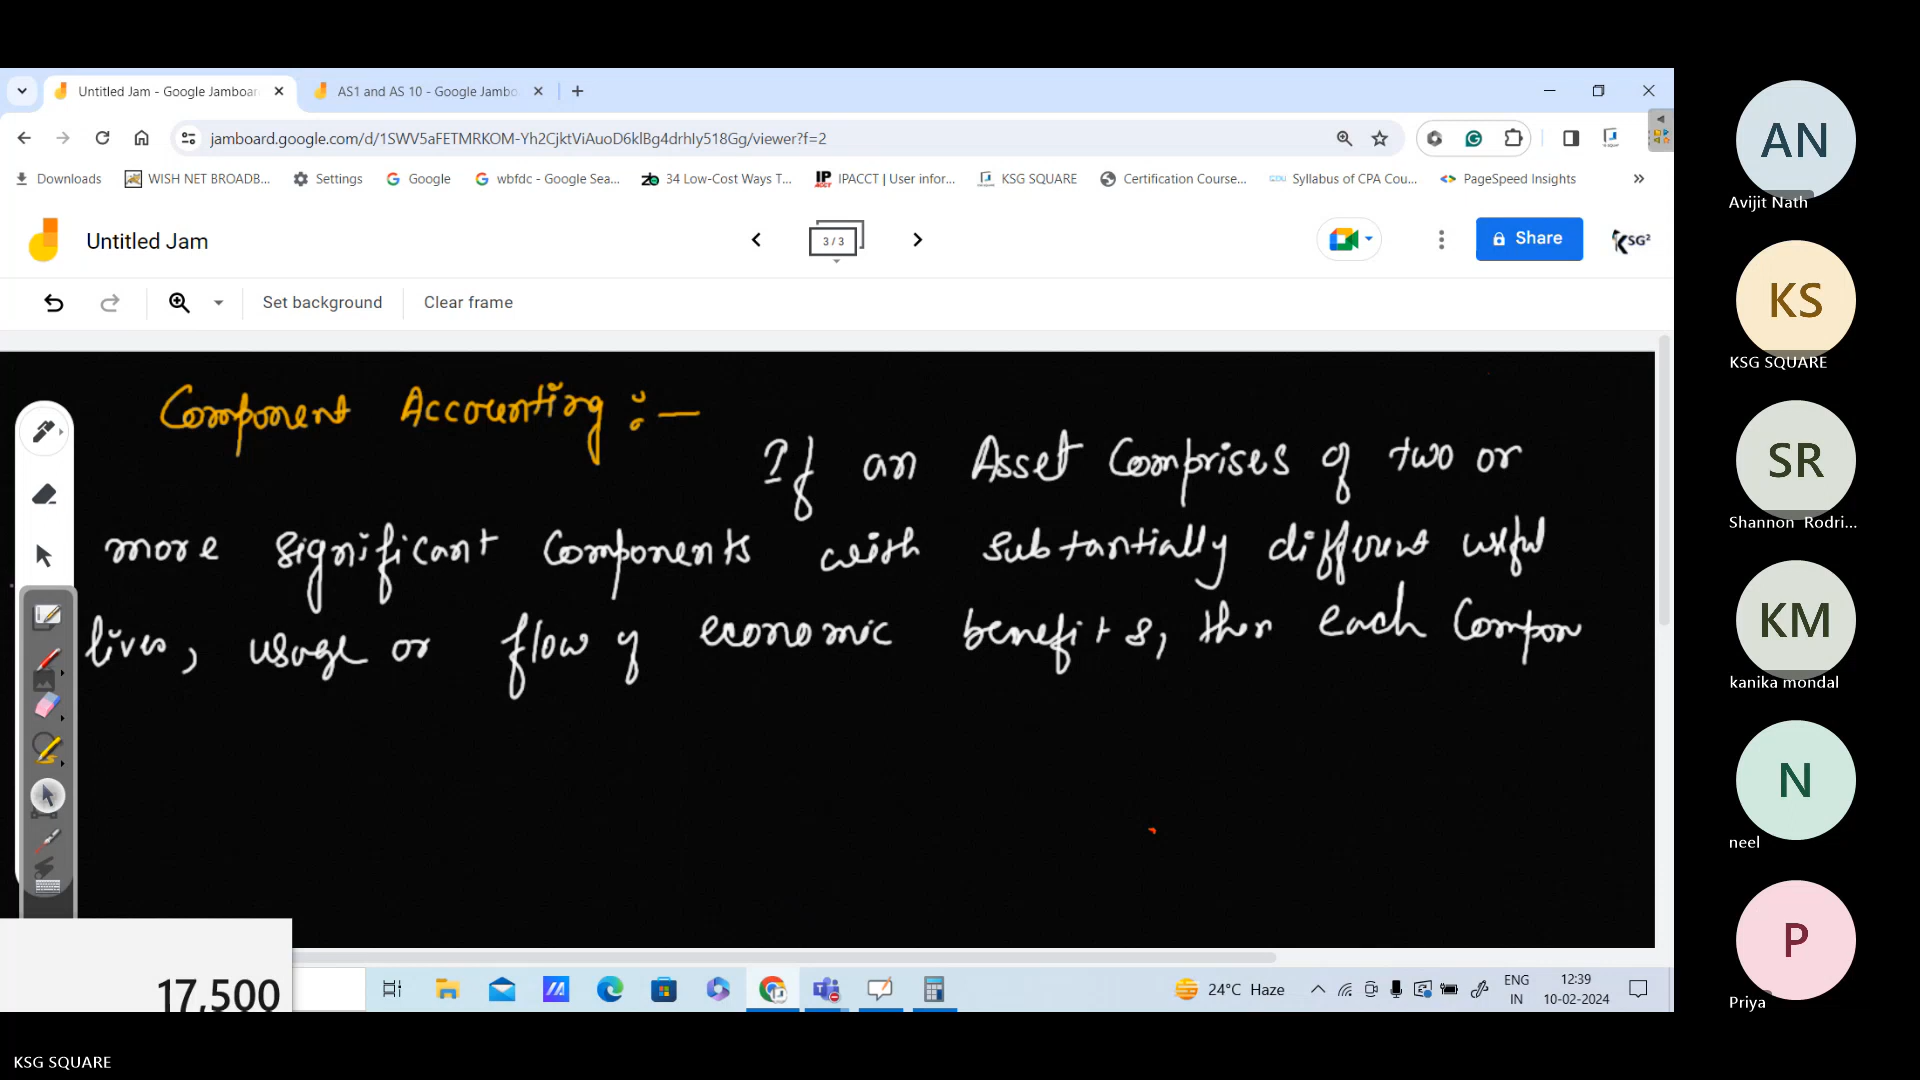 Untitled Jam - Google Jamboar
AS1 and AS 10 - Google Jambo
jamboard.google.com/d/1SWV5aFETMRKOM-Yh2CjktViAuoD6klBg4drhIy518Gg/viewer?f=2
Downloads
WISH NET BROADB...
Settings
Google
wbfdc - Google Sea...
34 Low-Cost Ways T...
IPACCT | User infor...
KSG SQUARE
Certification Course...
Syllabus of CPA Cou...
PageSpeed Insights
Untitled Jam
3 / 3
Share
KSG²
Set background
Clear frame
Component Accounting :—
If an Asset Comprises of two or
more significant Components with substantially different useful
lives, usage or flow of economic benefits, then each Compon
17,500
24°C Haze
ENG
IN
12:39
10-02-2024
KSG SQUARE
AN
Avijit Nath
KS
KSG SQUARE
SR
Shannon Rodri...
KM
kanika mondal
N
neel
P
Priya